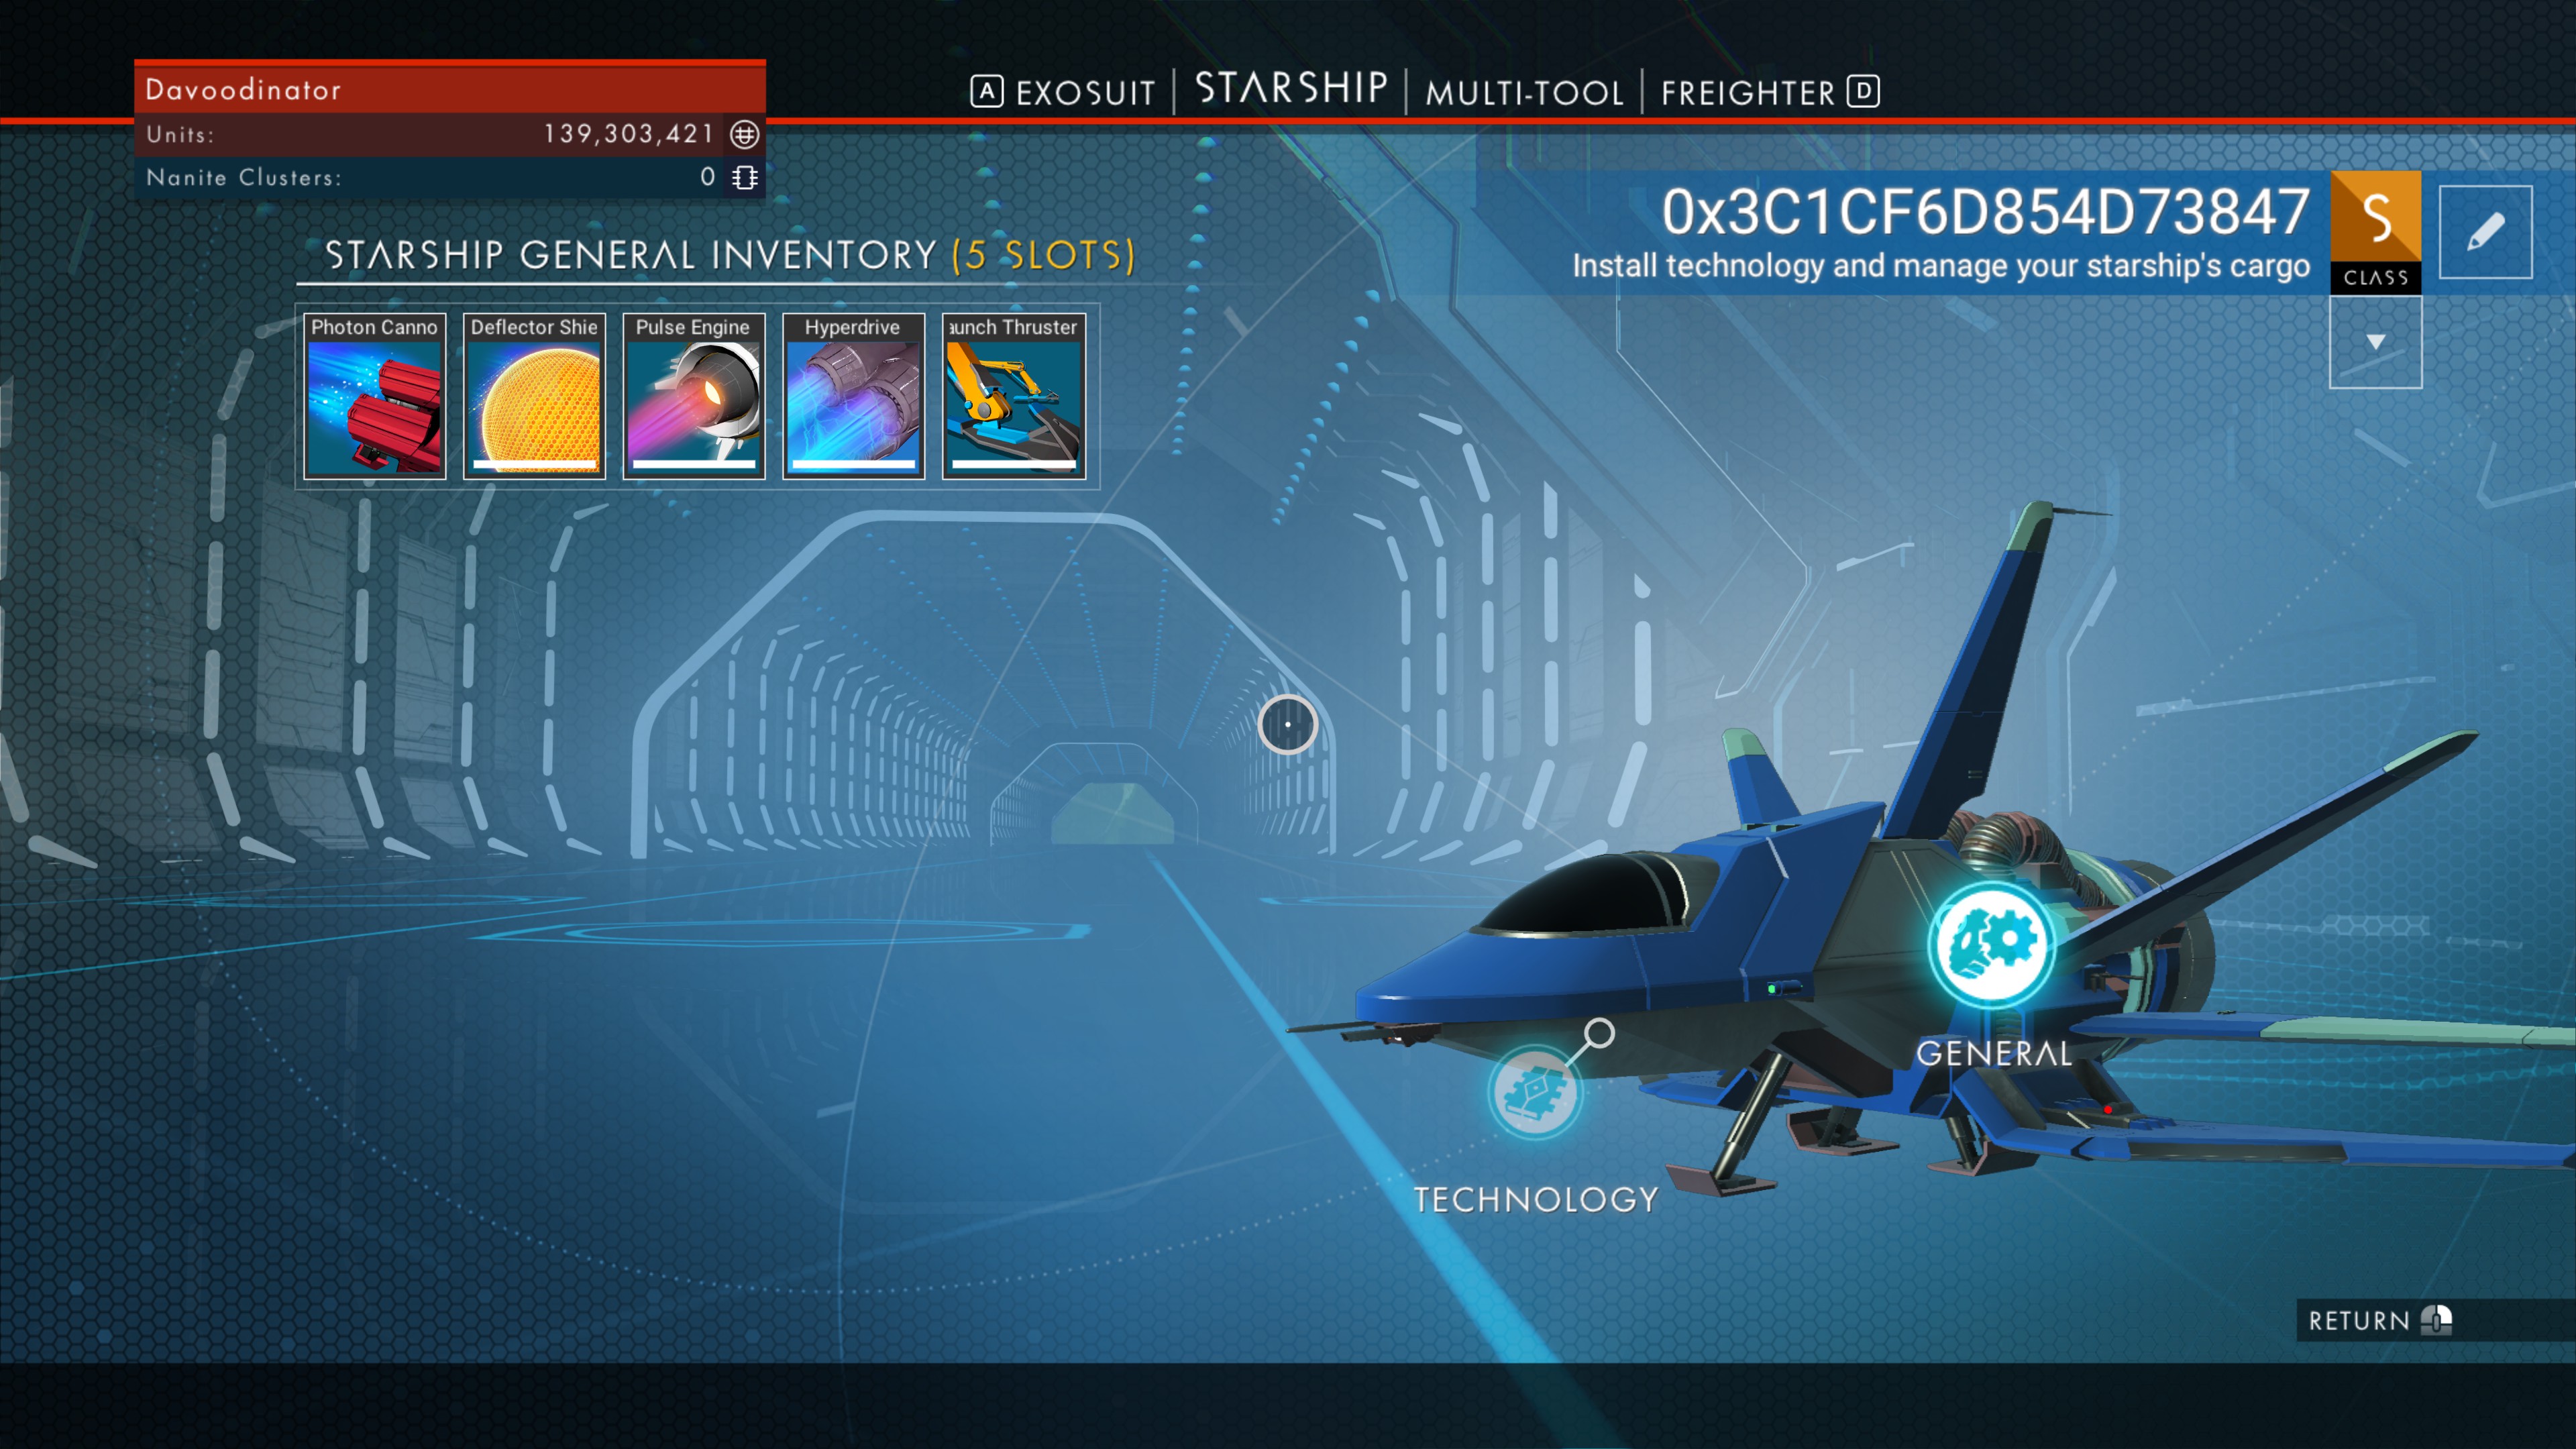 Davoodinator
Units: 139,303,421
Nanite Clusters: 0
A EXOSUIT STARSHIP MULTI-TOOL FREIGHTER D
0x3C1CF6D854D73847
Install technology and manage your starship's cargo
S
CLASS
STARSHIP GENERAL INVENTORY (5 SLOTS)
Photon Canno Deflector Shie Pulse Engine Hyperdrive aunch Thruster
GENERAL
TECHNOLOGY
RETURN